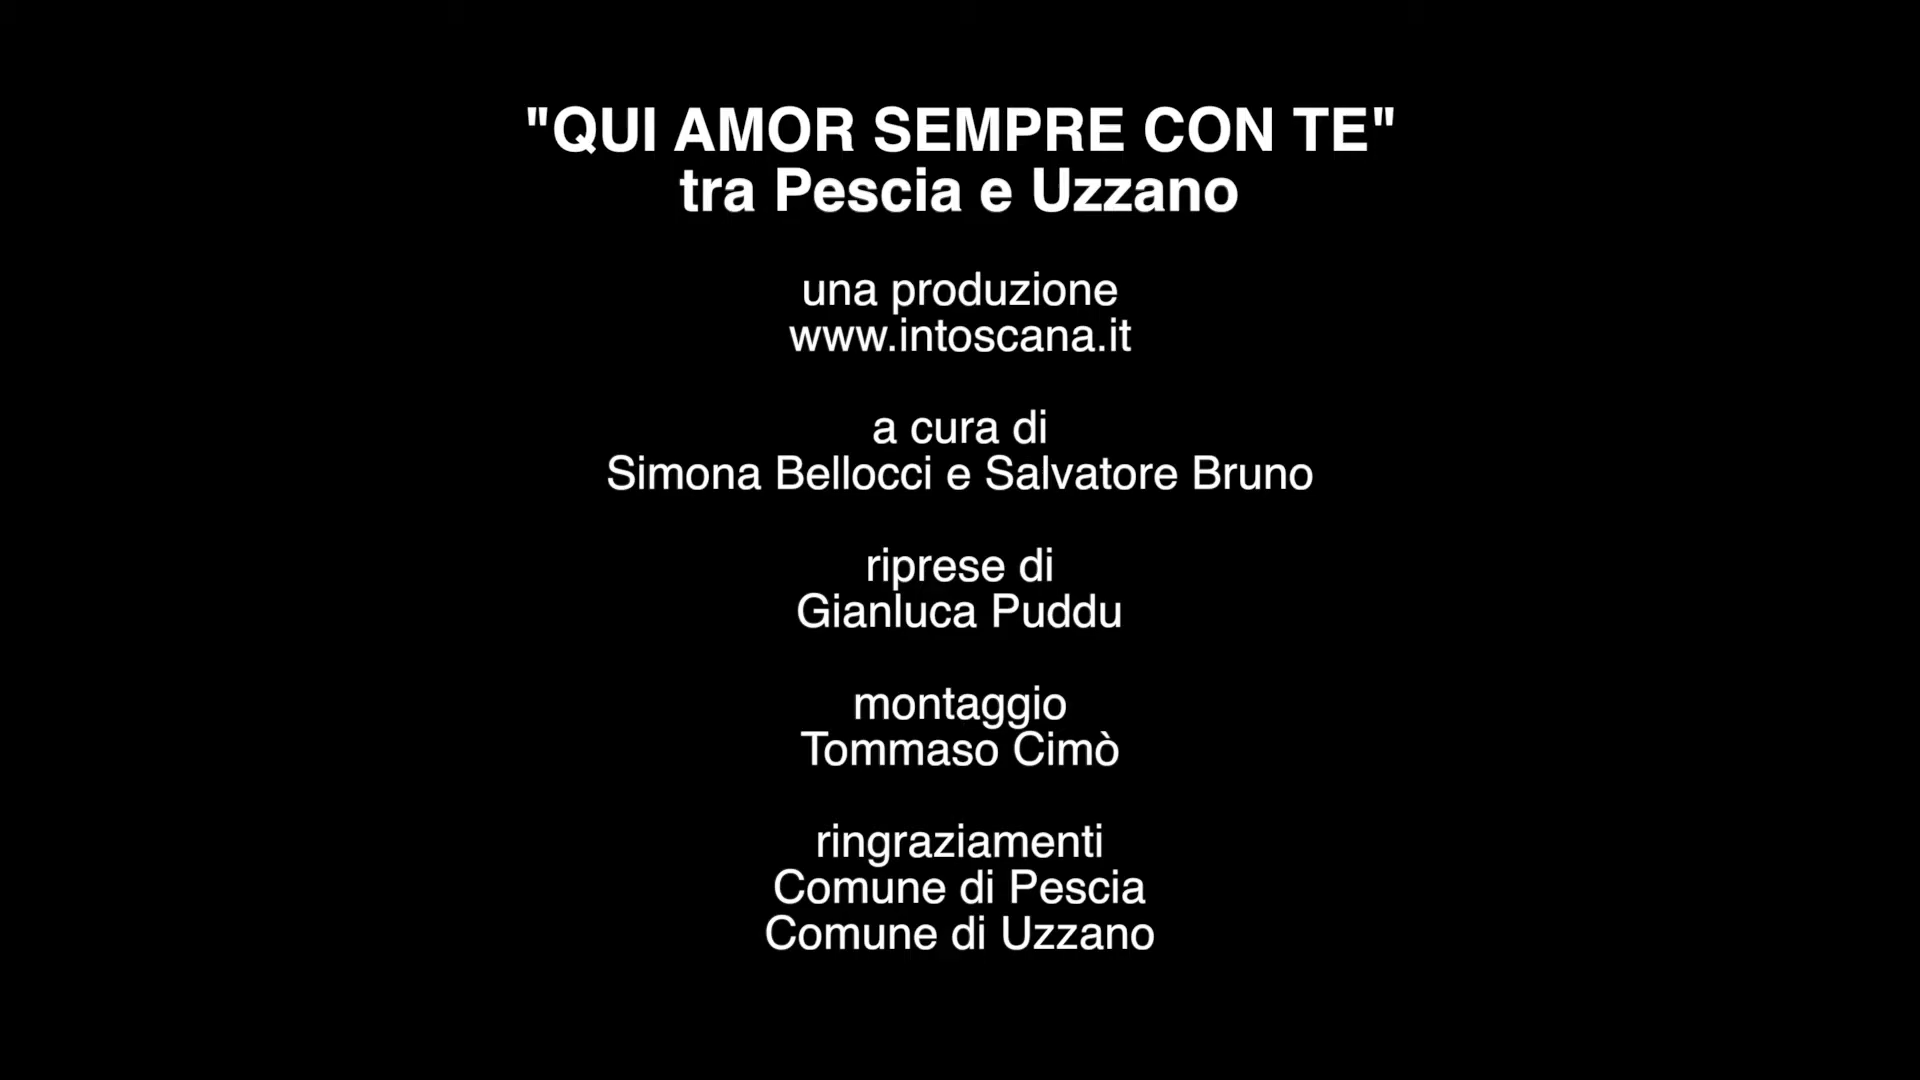 "QUI AMOR SEMPRE CON TE"
tra Pescia e Uzzano
una produzione
www.intoscana.it
a cura di
Simona Bellocci e Salvatore Bruno
riprese di
Gianluca Puddu
montaggio
Tommaso Cimò
ringraziamenti
Comune di Pescia
Comune di Uzzano